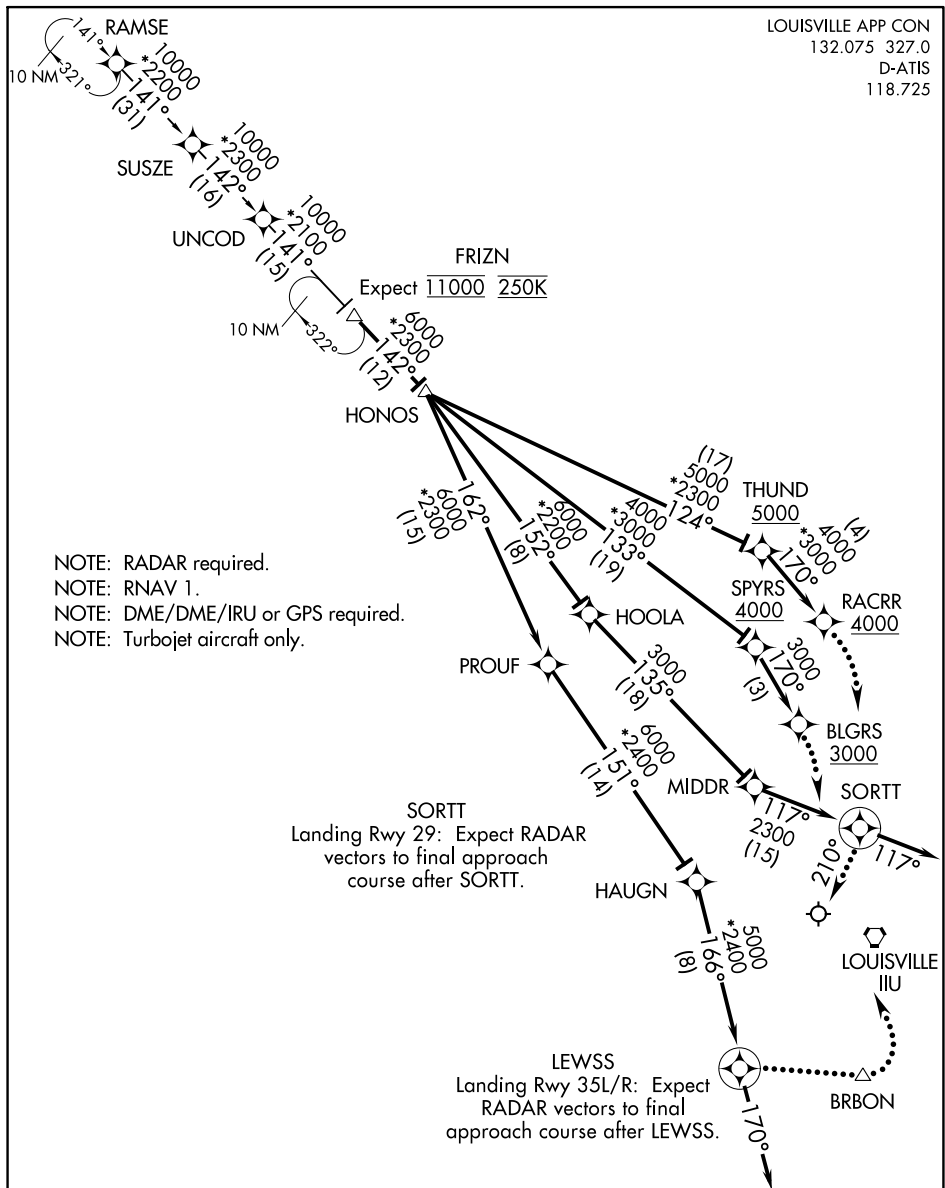 LOUISVILLE APP CON
132.075 327.0
D-ATIS
118.725
RAMSE
141°
321°
10 NM
10000
*2200
141°
(31)
SUSZE
10000
*2300
142°
(16)
UNCOD
10000
*2100
141°
(15)
FRIZN
Expect 11000 250K
10 NM
322°
6000
*2300
142°
(12)
HONOS
(17)
5000
*2300
124°
THUND
5000
(4)
4000
*3000
170°
RACRR
4000
4000
*3000
133°
(19)
SPYRS
4000
3000
170°
(3)
BLGRS
3000
6000
*2200
152°
(8)
HOOLA
3000
135°
(18)
MIDDR
117°
2300
(15)
SORTT
117°
210°
162°
6000
*2300
(15)
PROUF
6000
*2400
151°
(14)
HAUGN
5000
*2400
166°
(8)
NOTE: RADAR required.
NOTE: RNAV 1.
NOTE: DME/DME/IRU or GPS required.
NOTE: Turbojet aircraft only.
SORTT
Landing Rwy 29: Expect RADAR
vectors to final approach
course after SORTT.
LOUISVILLE
IIU
LEWSS
Landing Rwy 35L/R: Expect
RADAR vectors to final
approach course after LEWSS.
BRBON
170°